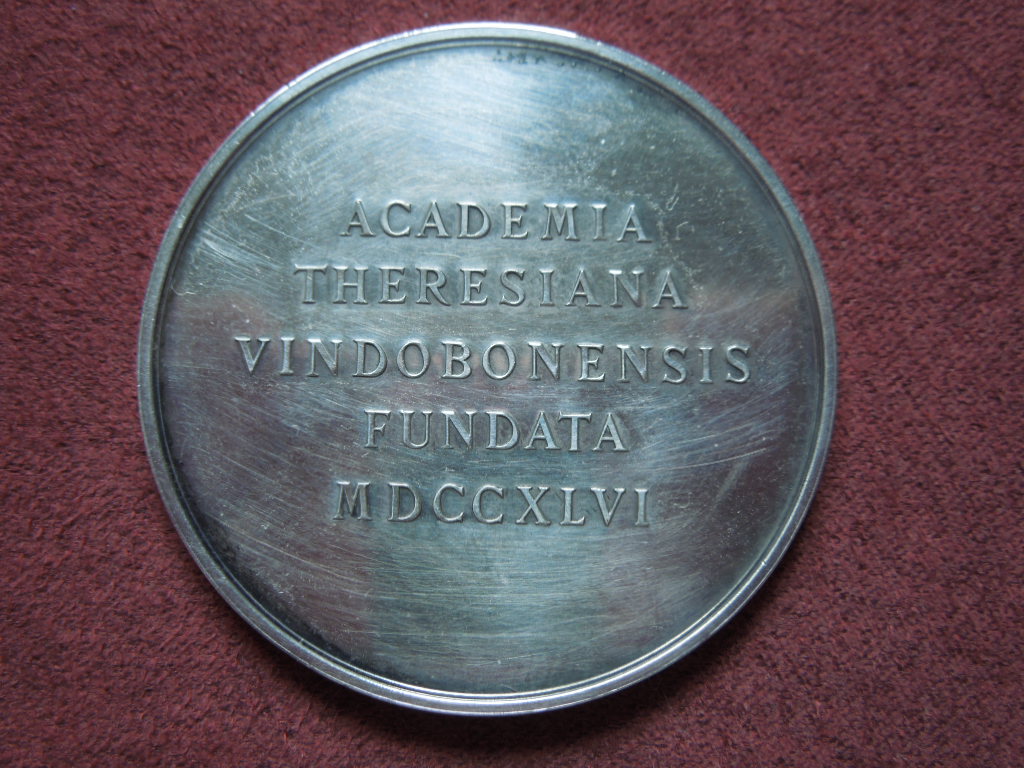 ACADEMIA
THERESIANA
VINDOBONENSIS
FUNDATA
MDCCXLVI